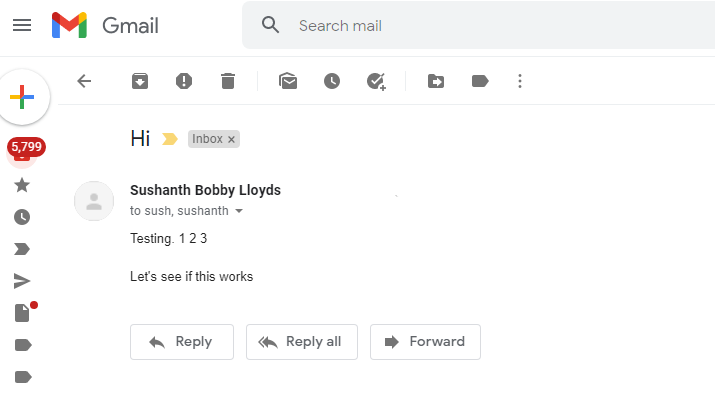 Gmail
Search mail
5,799
Hi Inbox ×
Sushanth Bobby Lloyds
to sush, sushanth
Testing. 1 2 3
Let's see if this works
Reply Reply all Forward